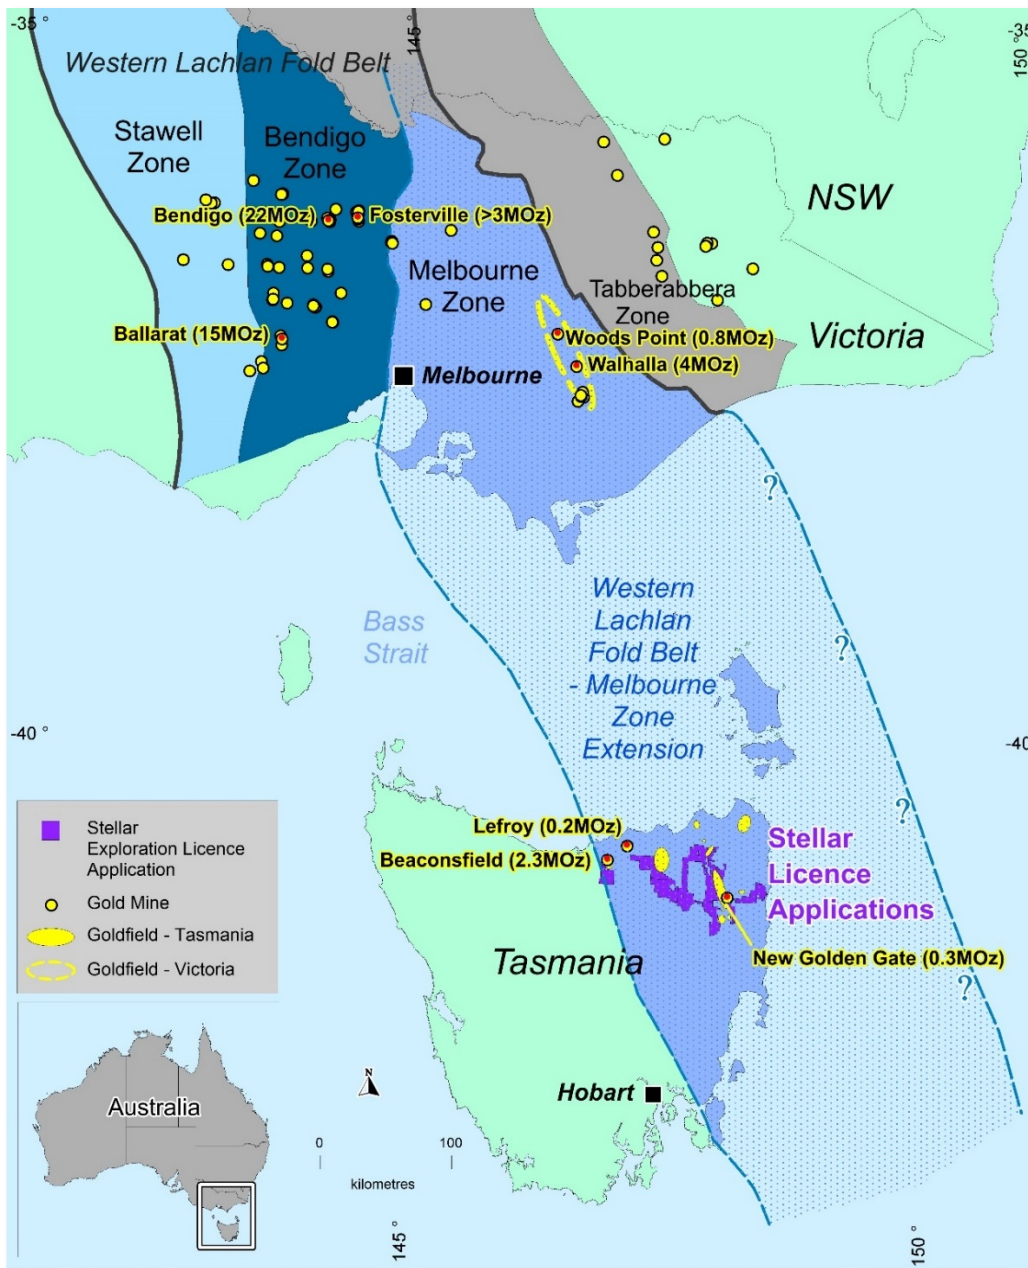 -35 °
145 °
-35
150 °
Western Lachlan Fold Belt
Stawell
Zone
Bendigo
Zone
NSW
Bendigo (22MOz)
Fosterville (>3MOz)
Melbourne
Zone
Tabberabbera
Zone
Victoria
Ballarat (15MOz)
Woods Point (0.8MOz)
Walhalla (4MOz)
Melbourne
?
Western
Lachlan
Fold Belt
- Melbourne
Zone
Extension
Bass
Strait
?
-40 °
-40
?
Stellar
Exploration Licence
Application
Gold Mine
Goldfield - Tasmania
Goldfield - Victoria
Lefroy (0.2MOz)
Beaconsfield (2.3MOz)
Stellar
Licence
Applications
New Golden Gate (0.3MOz)
Tasmania
?
Australia
N
Hobart
0 100
kilometres
145 °
150 °